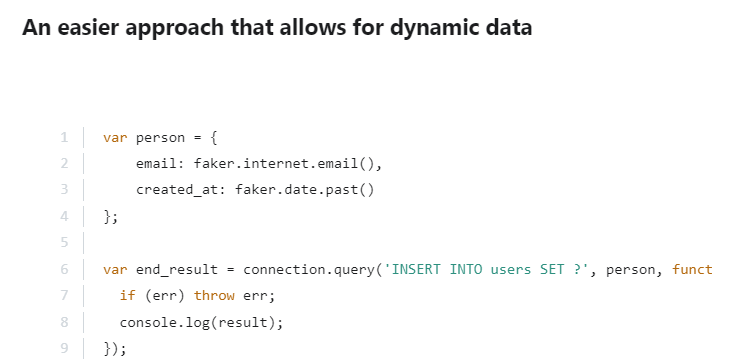 An easier approach that allows for dynamic data
1 var person = {
2 email: faker.internet.email(),
3 created_at: faker.date.past()
4 };
5
6 var end_result = connection.query('INSERT INTO users SET ?', person, funct
7 if (err) throw err;
8 console.log(result);
9 });